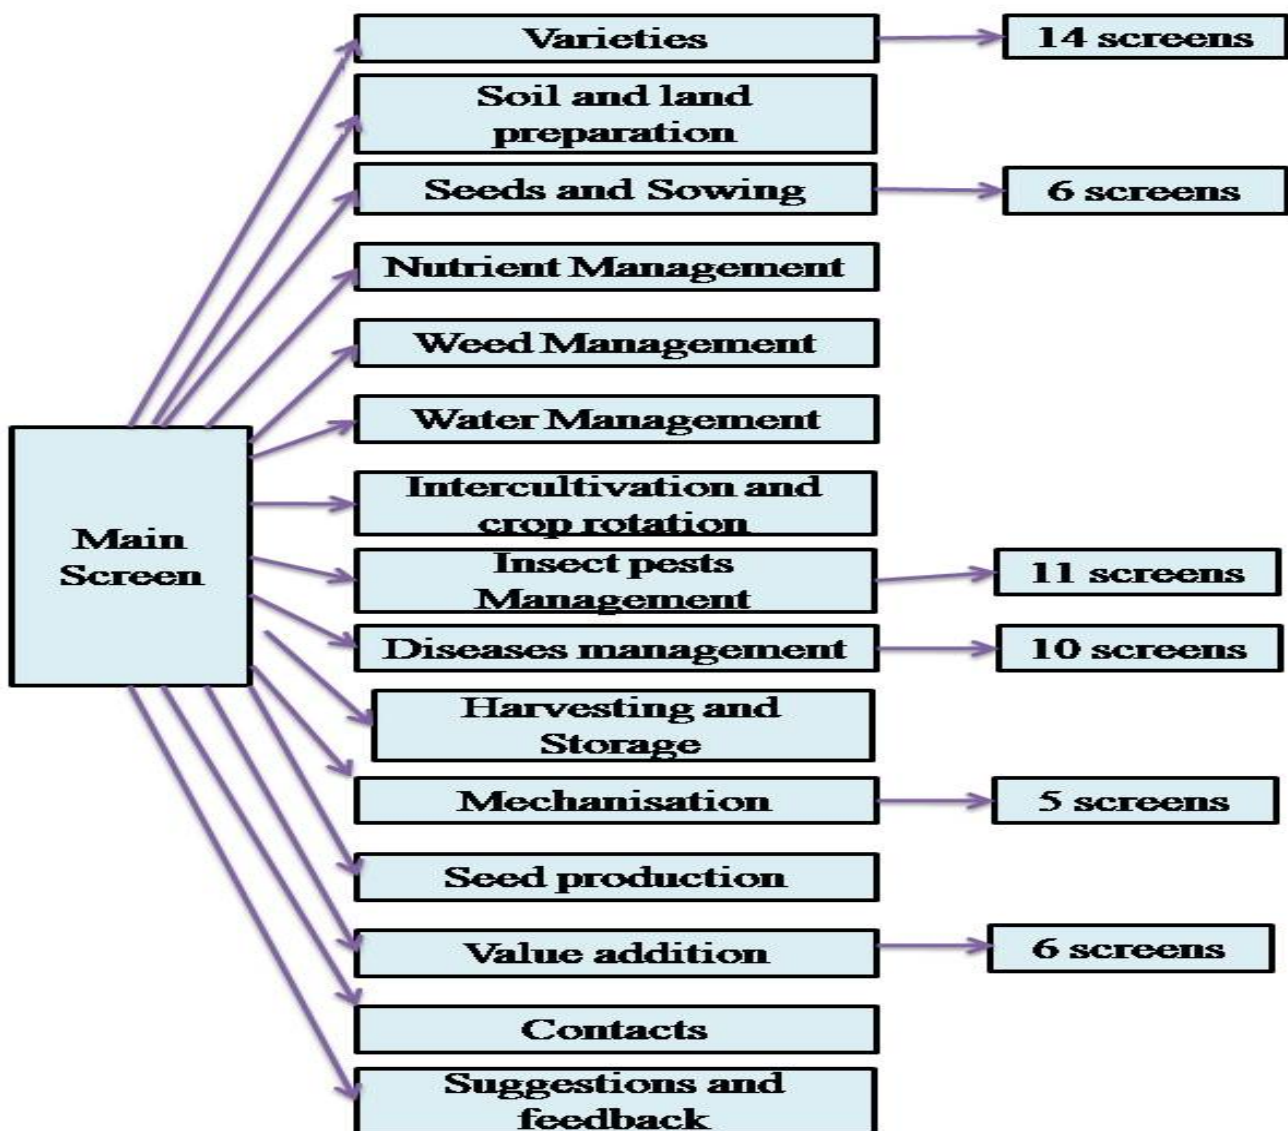 Varieties
14 screens
Soil and land
preparation
Seeds and Sowing
6 screens
Nutrient Management
Weed Management
Water Management
Intercultivation and
crop rotation
Main
Screen
Insect pests
Management
11 screens
Diseases management
10 screens
Harvesting and
Storage
Mechanisation
5 screens
Seed production
Value addition
6 screens
Contacts
Suggestions and
feedback